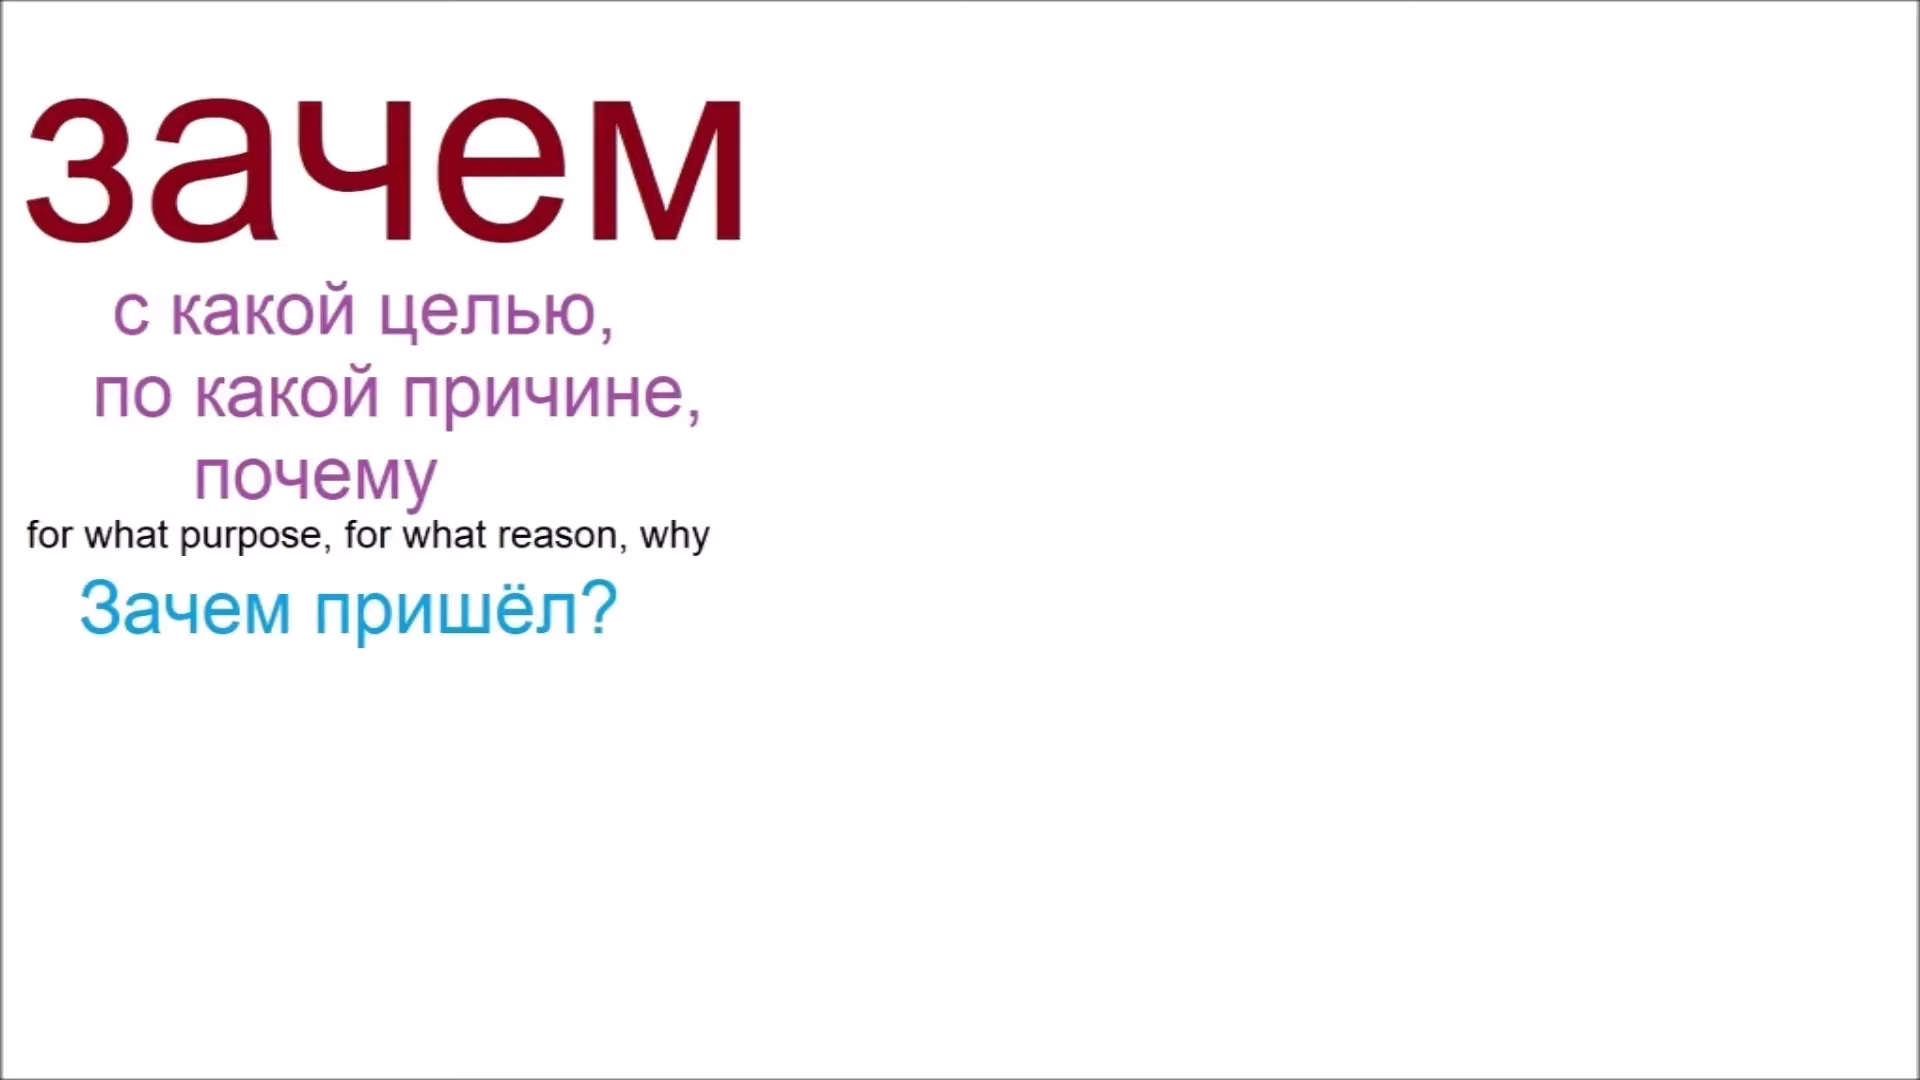 зачем
с какой целью,
по какой причине,
почему
for what purpose, for what reason, why
Зачем пришёл?